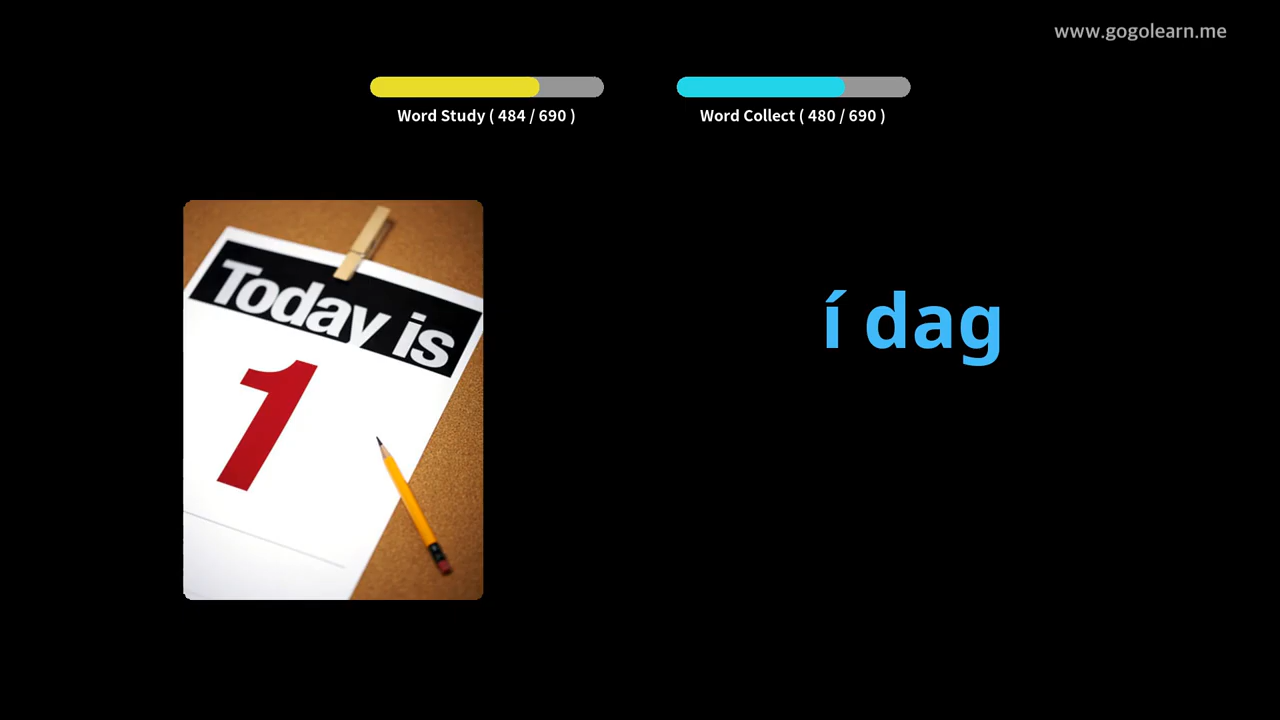 www.gogolearn.me
Word Study ( 484 / 690 )
Word Collect ( 480 / 690 )
Today is
1
í dag